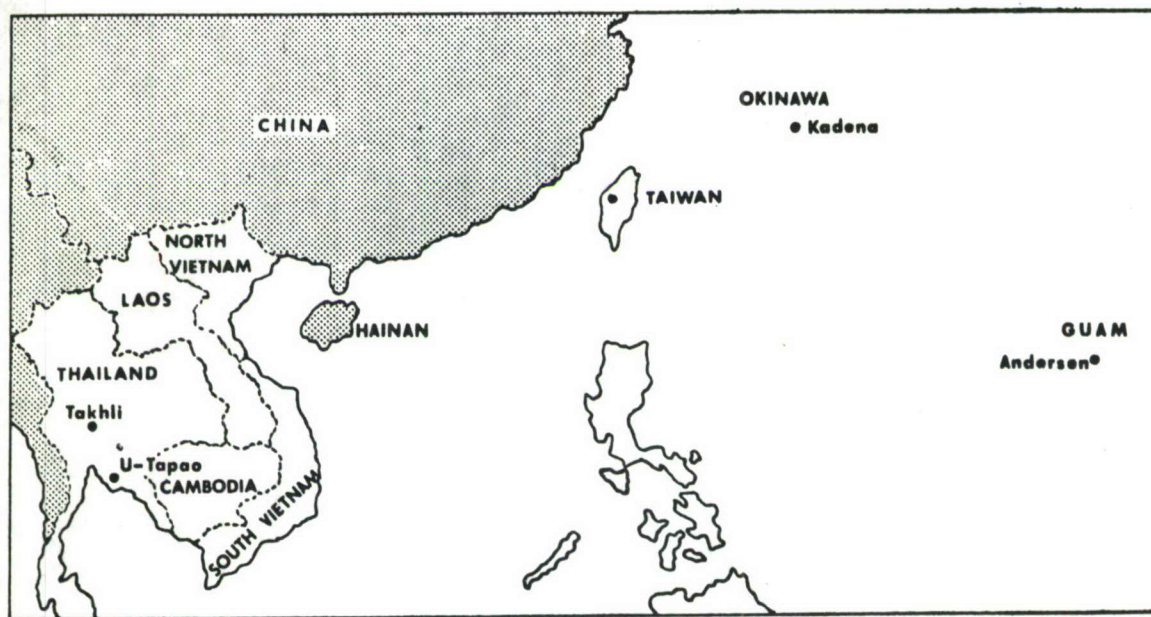 CHINA
OKINAWA
Kadena
TAIWAN
NORTH
VIETNAM
LAOS
HAINAN
GUAM
Andersen
THAILAND
Takhli
U-Tapao
CAMBODIA
SOUTH VIETNAM